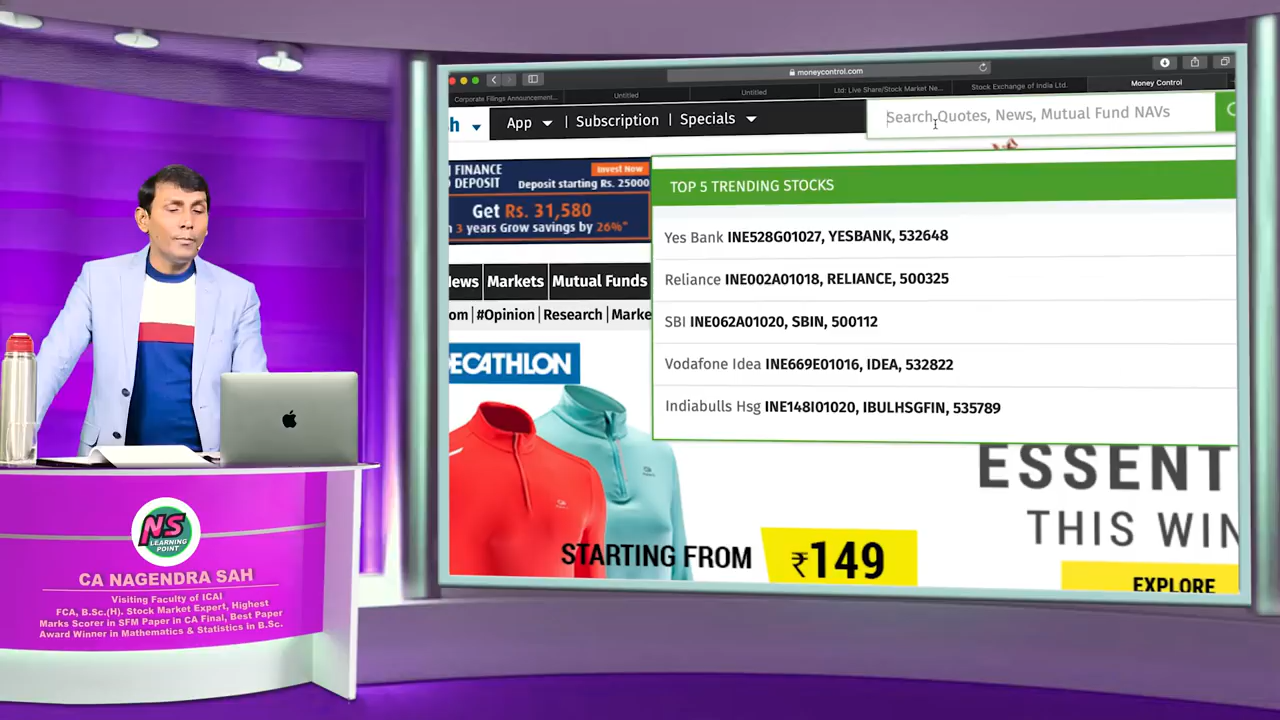 moneycontrol.com
Corporate Filings Announcemen...
Untitled
Untitled
Ltd: Live Share/Stock Market Ne...
Stock Exchange of India Ltd.
Money Control
h
App | Subscription | Specials
Search Quotes, News, Mutual Fund NAVs
FINANCE
DEPOSIT
Invest Now
Deposit starting Rs. 25000
Get Rs. 31,580
3 years Grow savings by 26%*
TOP 5 TRENDING STOCKS
Yes Bank INE528G01027, YESBANK, 532648
Reliance INE002A01018, RELIANCE, 500325
SBI INE062A01020, SBIN, 500112
Vodafone Idea INE669E01016, IDEA, 532822
Indiabulls Hsg INE148I01020, IBULHSGFIN, 535789
ews Markets Mutual Funds
om | #Opinion | Research | Marke
ECATHLON
ESSENT
THIS WIN
STARTING FROM ₹149
EXPLORE
NS
LEARNING
POINT
CA NAGENDRA SAH
Visiting Faculty of ICAI
FCA, B.Sc.(H). Stock Market Expert, Highest
Marks Scorer in SFM Paper in CA Final, Best Paper
Award Winner in Mathematics & Statistics in B.Sc.